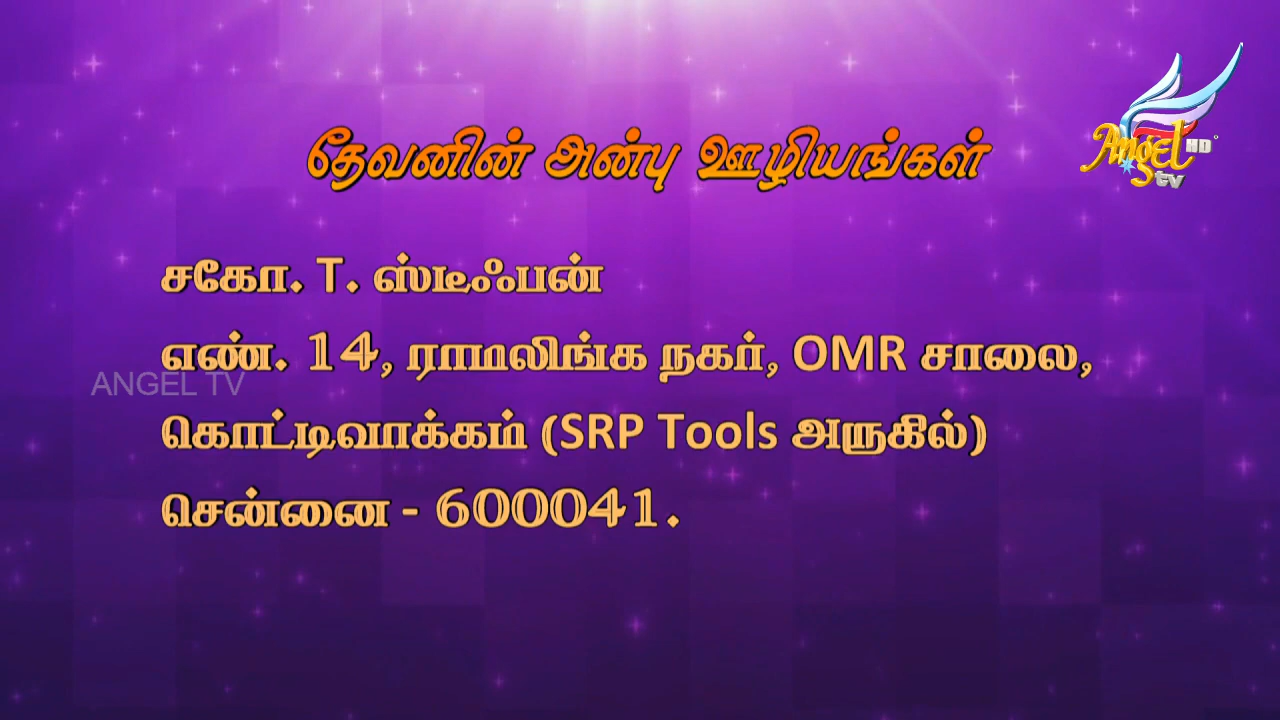 தேவனின் அன்பு ஊழியங்கள்
Angel HD
tv
சகோ. T. ஸ்டீஃபன்
எண். 14, ராமலிங்க நகர், OMR சாலை,
ANGEL TV
கொட்டிவாக்கம் (SRP Tools அருகில்)
சென்னை - 600041.